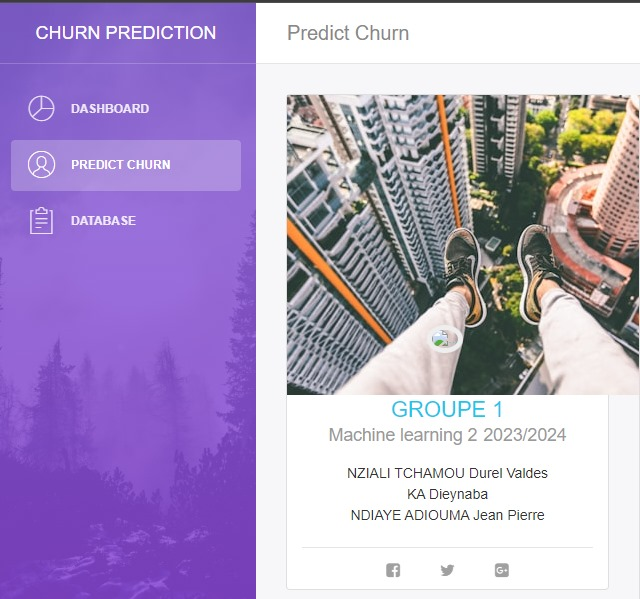 CHURN PREDICTION
DASHBOARD
PREDICT CHURN
DATABASE
Predict Churn
GROUPE 1
Machine learning 2 2023/2024
NZIALI TCHAMOU Durel Valdes
KA Dieynaba
NDIAYE ADIOUMA Jean Pierre